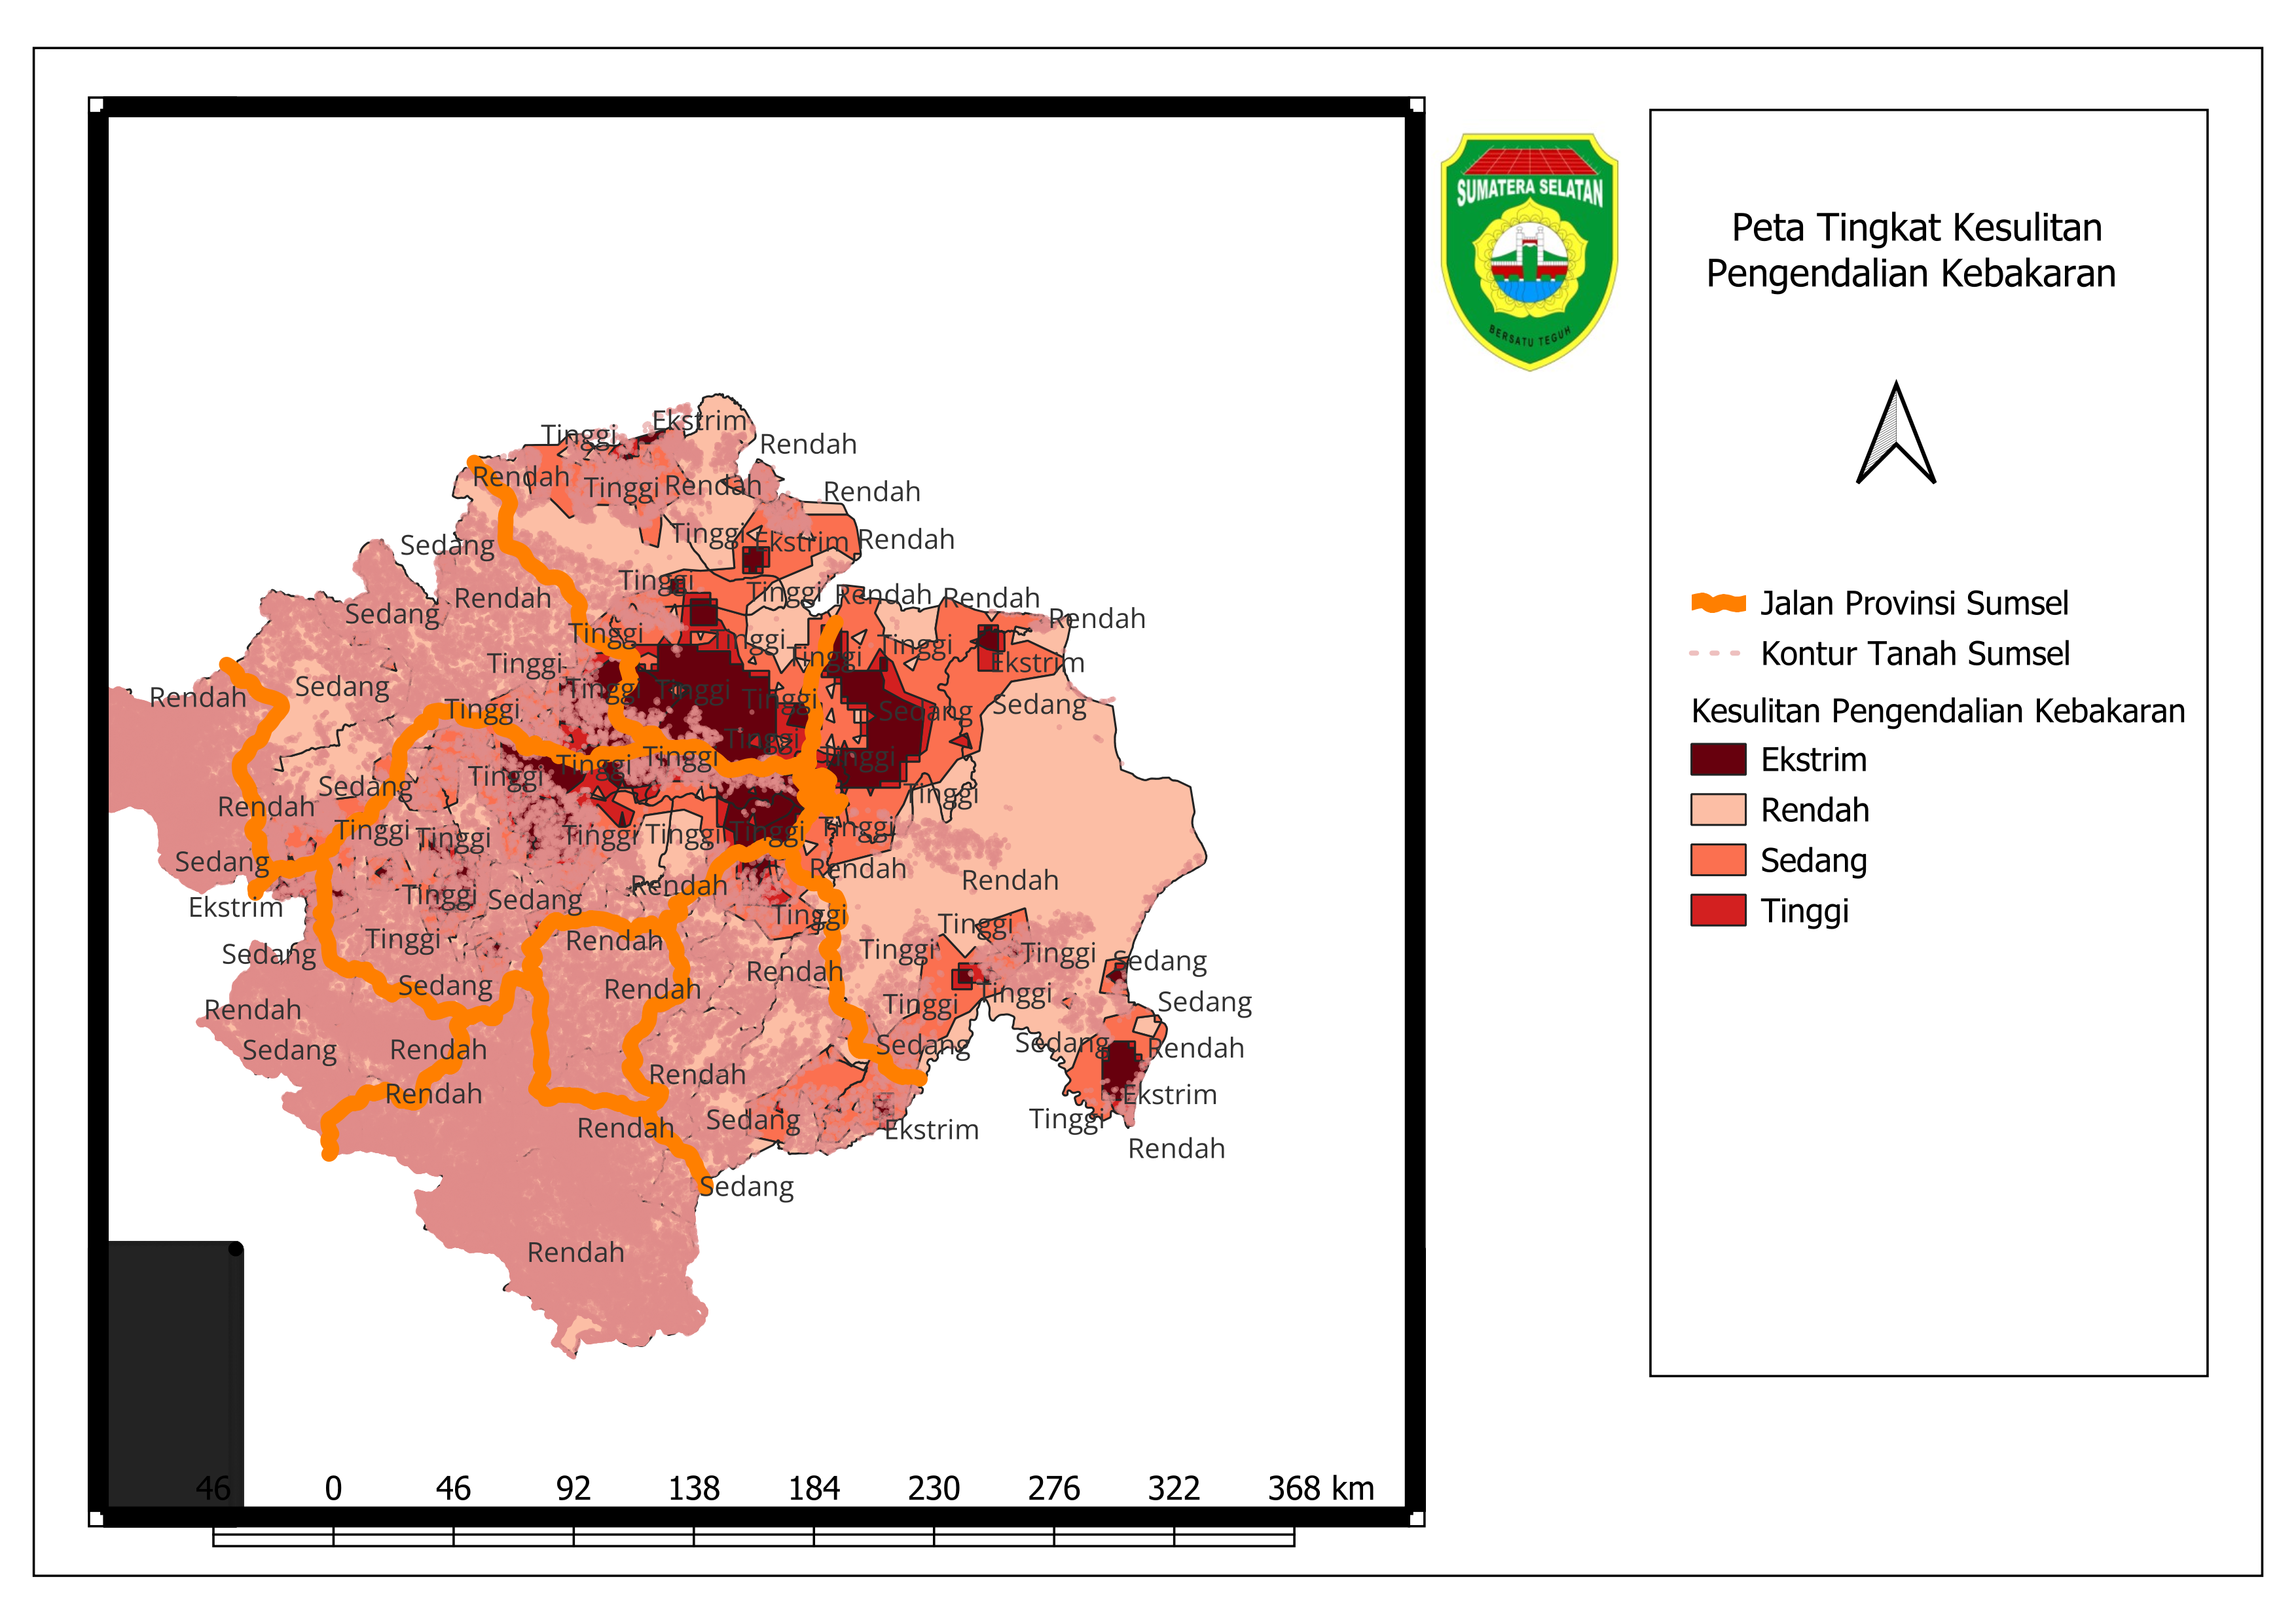 SUMATERA SELATAN
BERSATU TEGUH
Peta Tingkat Kesulitan
Pengendalian Kebakaran
Jalan Provinsi Sumsel
Kontur Tanah Sumsel
Kesulitan Pengendalian Kebakaran
Ekstrim
Rendah
Sedang
Tinggi
Ekstrim
Tinggi
Rendah
Rendah
Tinggi
Rendah
Rendah
Tinggi
Ekstrim
Rendah
Sedang
Tinggi
Tinggi
Rendah
Rendah
Rendah
Sedang
Rendah
Tinggi
Tinggi
Tinggi
Tinggi
Tinggi
Ekstrim
Rendah
Sedang
Tinggi
Tinggi
Tinggi
Sedang
Sedang
Tinggi
Tinggi
Sedang
Tinggi
Tinggi
Tinggi
Tinggi
Tinggi
Rendah
Tinggi
Tinggi
Tinggi
Tinggi
Tinggi
Tinggi
Tinggi
Sedang
Rendah
Rendah
Rendah
Ekstrim
Tinggi
Sedang
Tinggi
Tinggi
Sedang
Tinggi
Rendah
Tinggi
Tinggi
Sedang
Sedang
Rendah
Rendah
Tinggi
Tinggi
Sedang
Rendah
Sedang
Rendah
Sedang
Sedang
Rendah
Rendah
Rendah
Ekstrim
Sedang
Rendah
Ekstrim
Tinggi
Rendah
Sedang
Rendah
46 0 46 92 138 184 230 276 322 368 km